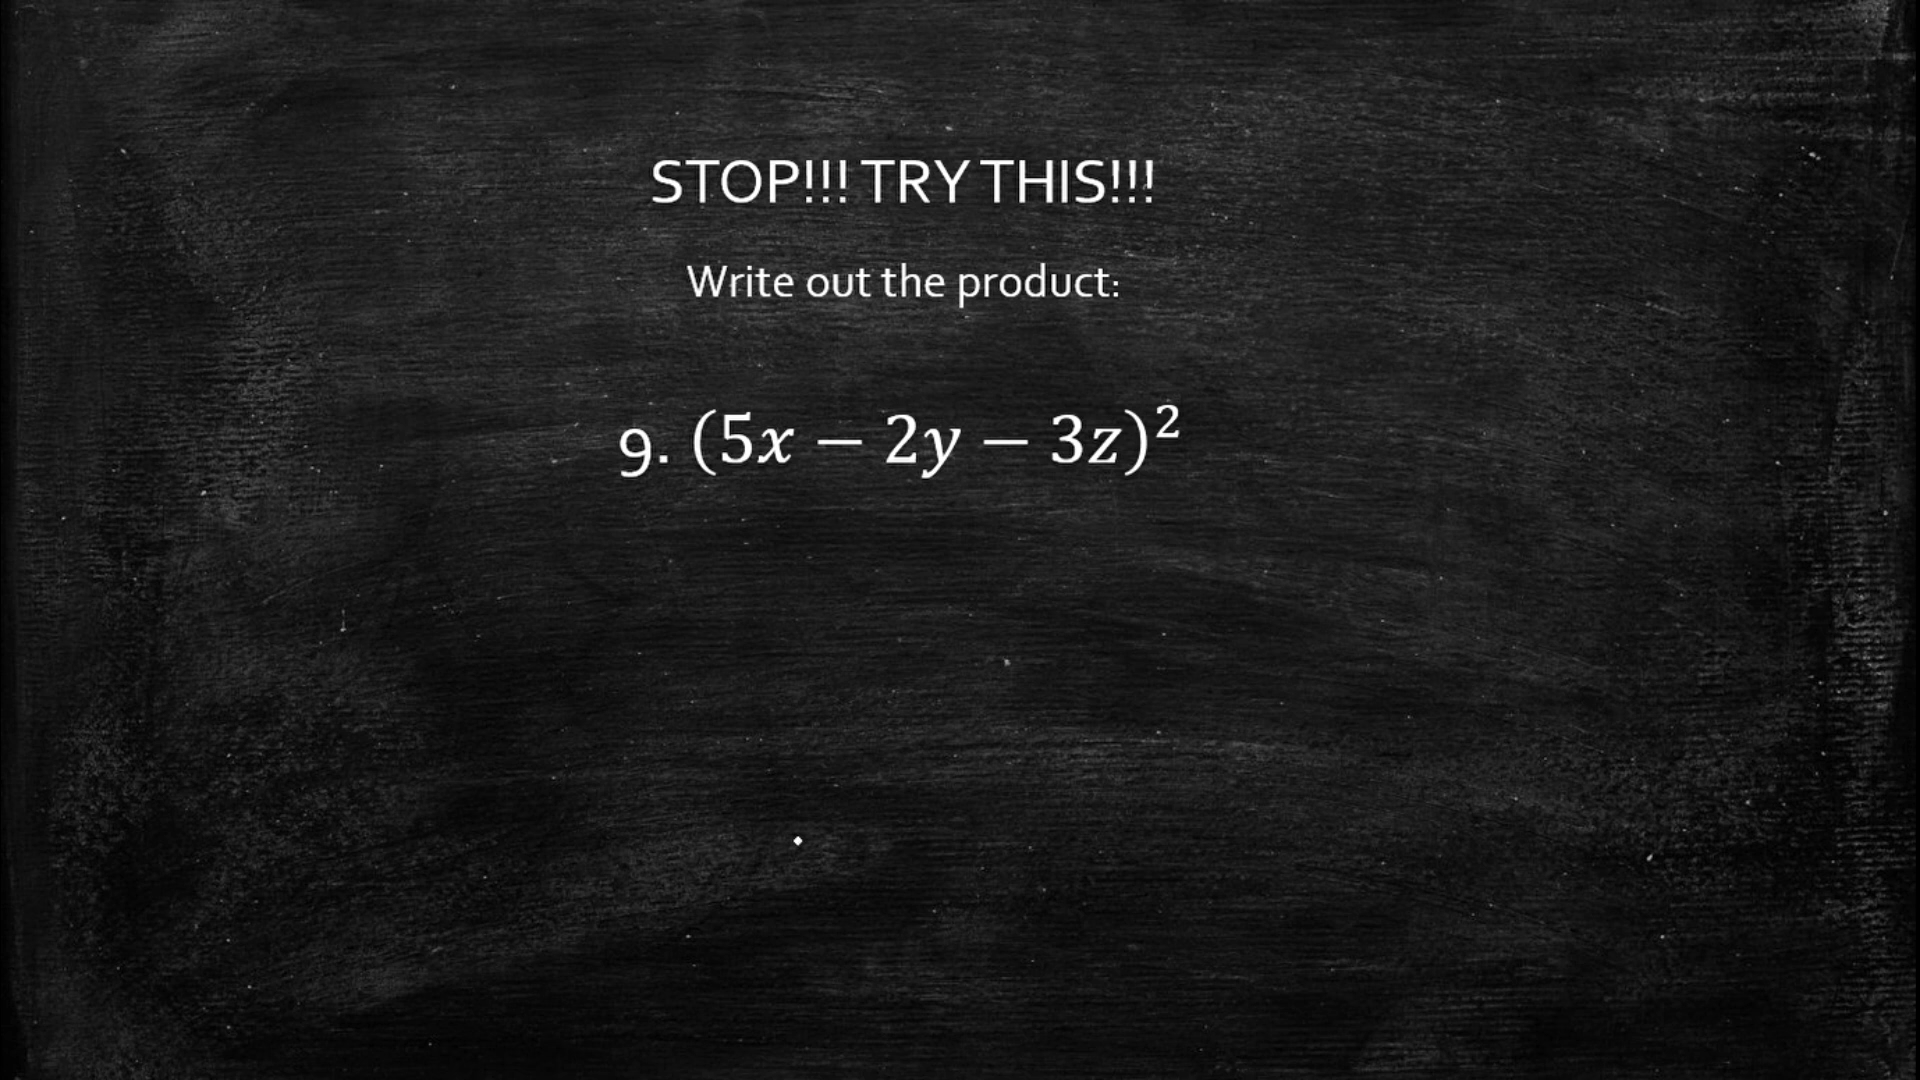 STOP!!! TRY THIS!!!
Write out the product:
9. (5x − 2y − 3z)²